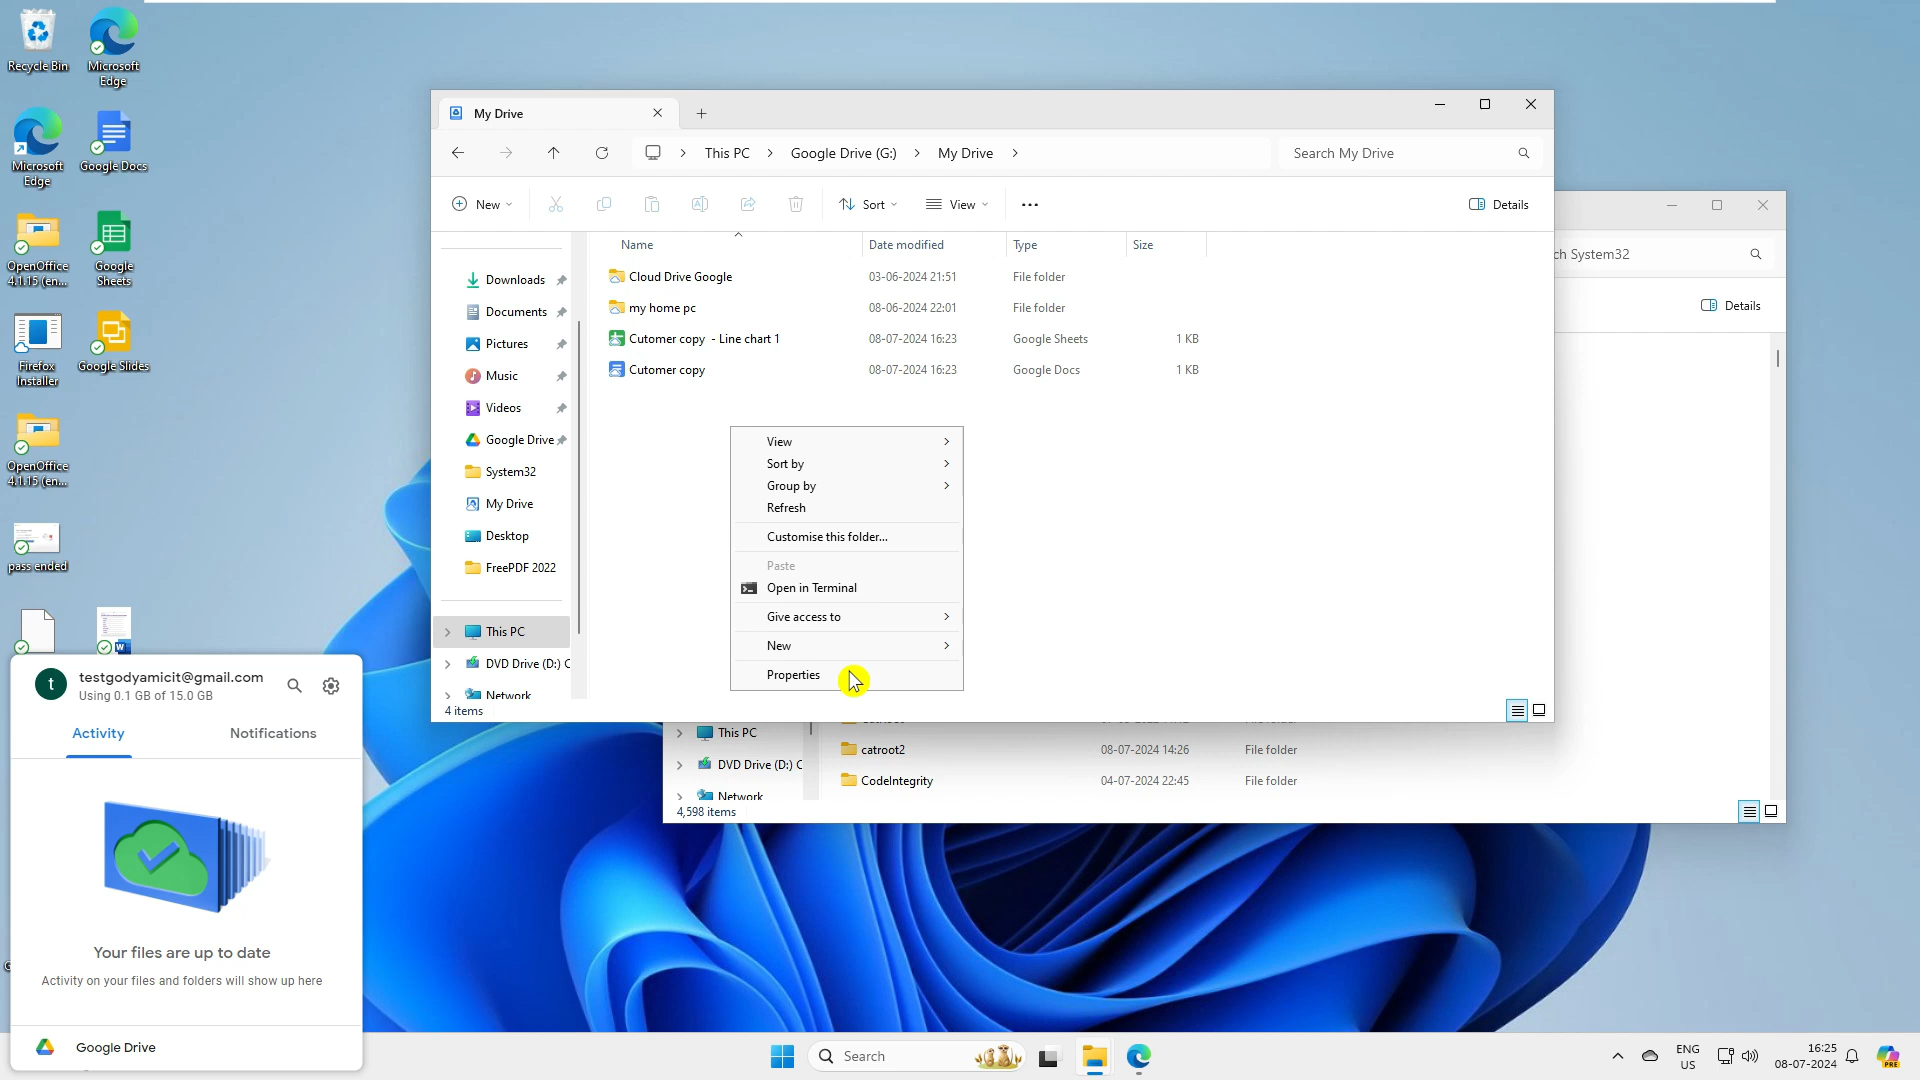 Recycle Bin
Microsoft
Edge
Microsoft
Edge
Google Docs
OpenOffice
4.1.15 (en...
Google
Sheets
Firefox
Installer
Google Slides
OpenOffice
4.1.15 (en...
pass ended
My Drive
This PC
Google Drive (G:)
My Drive
Search My Drive
New
Sort
View
Details
Name
Date modified
Type
Size
Downloads
Documents
Pictures
Music
Videos
Google Drive
System32
My Drive
Desktop
FreePDF 2022
This PC
DVD Drive (D:) C
Network
4 items
Cloud Drive Google 03-06-2024 21:51 File folder
my home pc 08-06-2024 22:01 File folder
Cutomer copy - Line chart 1 08-07-2024 16:23 Google Sheets 1 KB
Cutomer copy 08-07-2024 16:23 Google Docs 1 KB
View
Sort by
Group by
Refresh
Customise this folder...
Paste
Open in Terminal
Give access to
New
Properties
ch System32
Details
This PC
DVD Drive (D:) C
Network
catroot2 08-07-2024 14:26 File folder
CodeIntegrity 04-07-2024 22:45 File folder
4,598 items
t
testgodyamicit@gmail.com
Using 0.1 GB of 15.0 GB
Activity
Notifications
Your files are up to date
Activity on your files and folders will show up here
Google Drive
Search
ENG
US
16:25
08-07-2024
PRE